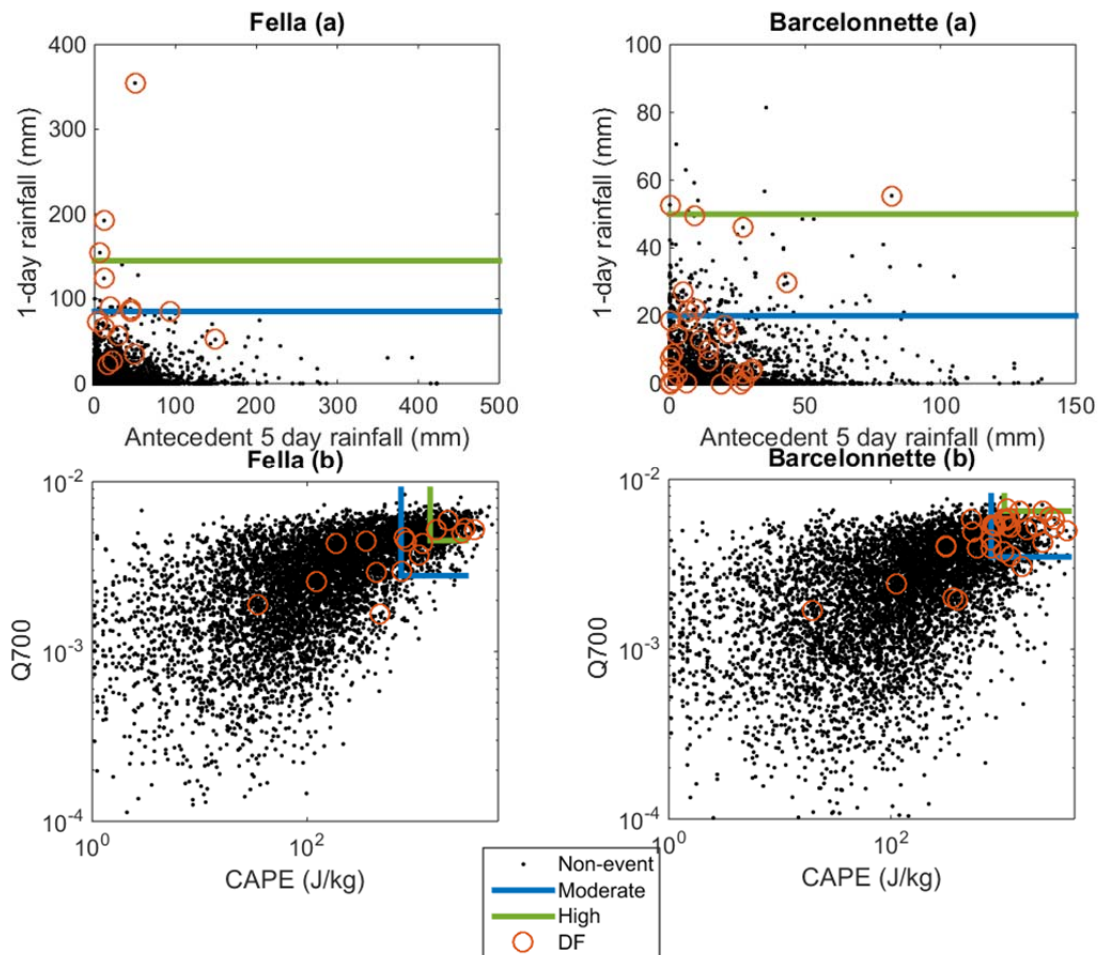 Fella (a)
400
300
200
100
0
1-day rainfall (mm)
0 100 200 300 400 500
Antecedent 5 day rainfall (mm)
Barcelonnette (a)
100
80
60
40
20
0
1-day rainfall (mm)
0 50 100 150
Antecedent 5 day rainfall (mm)
Fella (b)
10⁻²
10⁻³
10⁻⁴
Q700
10⁰ 10²
CAPE (J/kg)
Barcelonnette (b)
10⁻²
10⁻³
10⁻⁴
Q700
10⁰ 10²
CAPE (J/kg)
Non-event
Moderate
High
DF